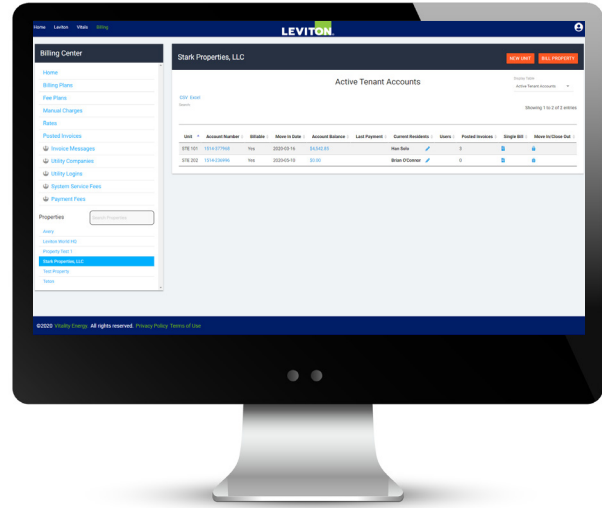 Home Leviton Vitals Billing
LEVITON
Billing Center
Home
Billing Plans
Fee Plans
Manual Charges
Rates
Posted Invoices
Invoice Messages
Utility Companies
Utility Logins
System Service Fees
Payment Fees
Properties
Search Properties
Avery
Leviton World HQ
Property Test 1
Stark Properties, LLC
Test Property
Stark Properties, LLC
NEW UNIT BILL PROPERTY
Active Tenant Accounts
Display Table
Active Tenant Accounts
CSV Excel
Search:
Showing 1 to 2 of 2 entries
Unit Account Number Billable Move In Date Account Balance Last Payment Current Residents Users Posted Invoices Single Bill Move In/Close Out
STE 101 Yes 2020-03-16 Han Solo 3
STE 202 Yes 2020-03-10 $0.00 Brian O'Conner 0
©2020 Vitality Energy. All rights reserved. Privacy Policy Terms of Use